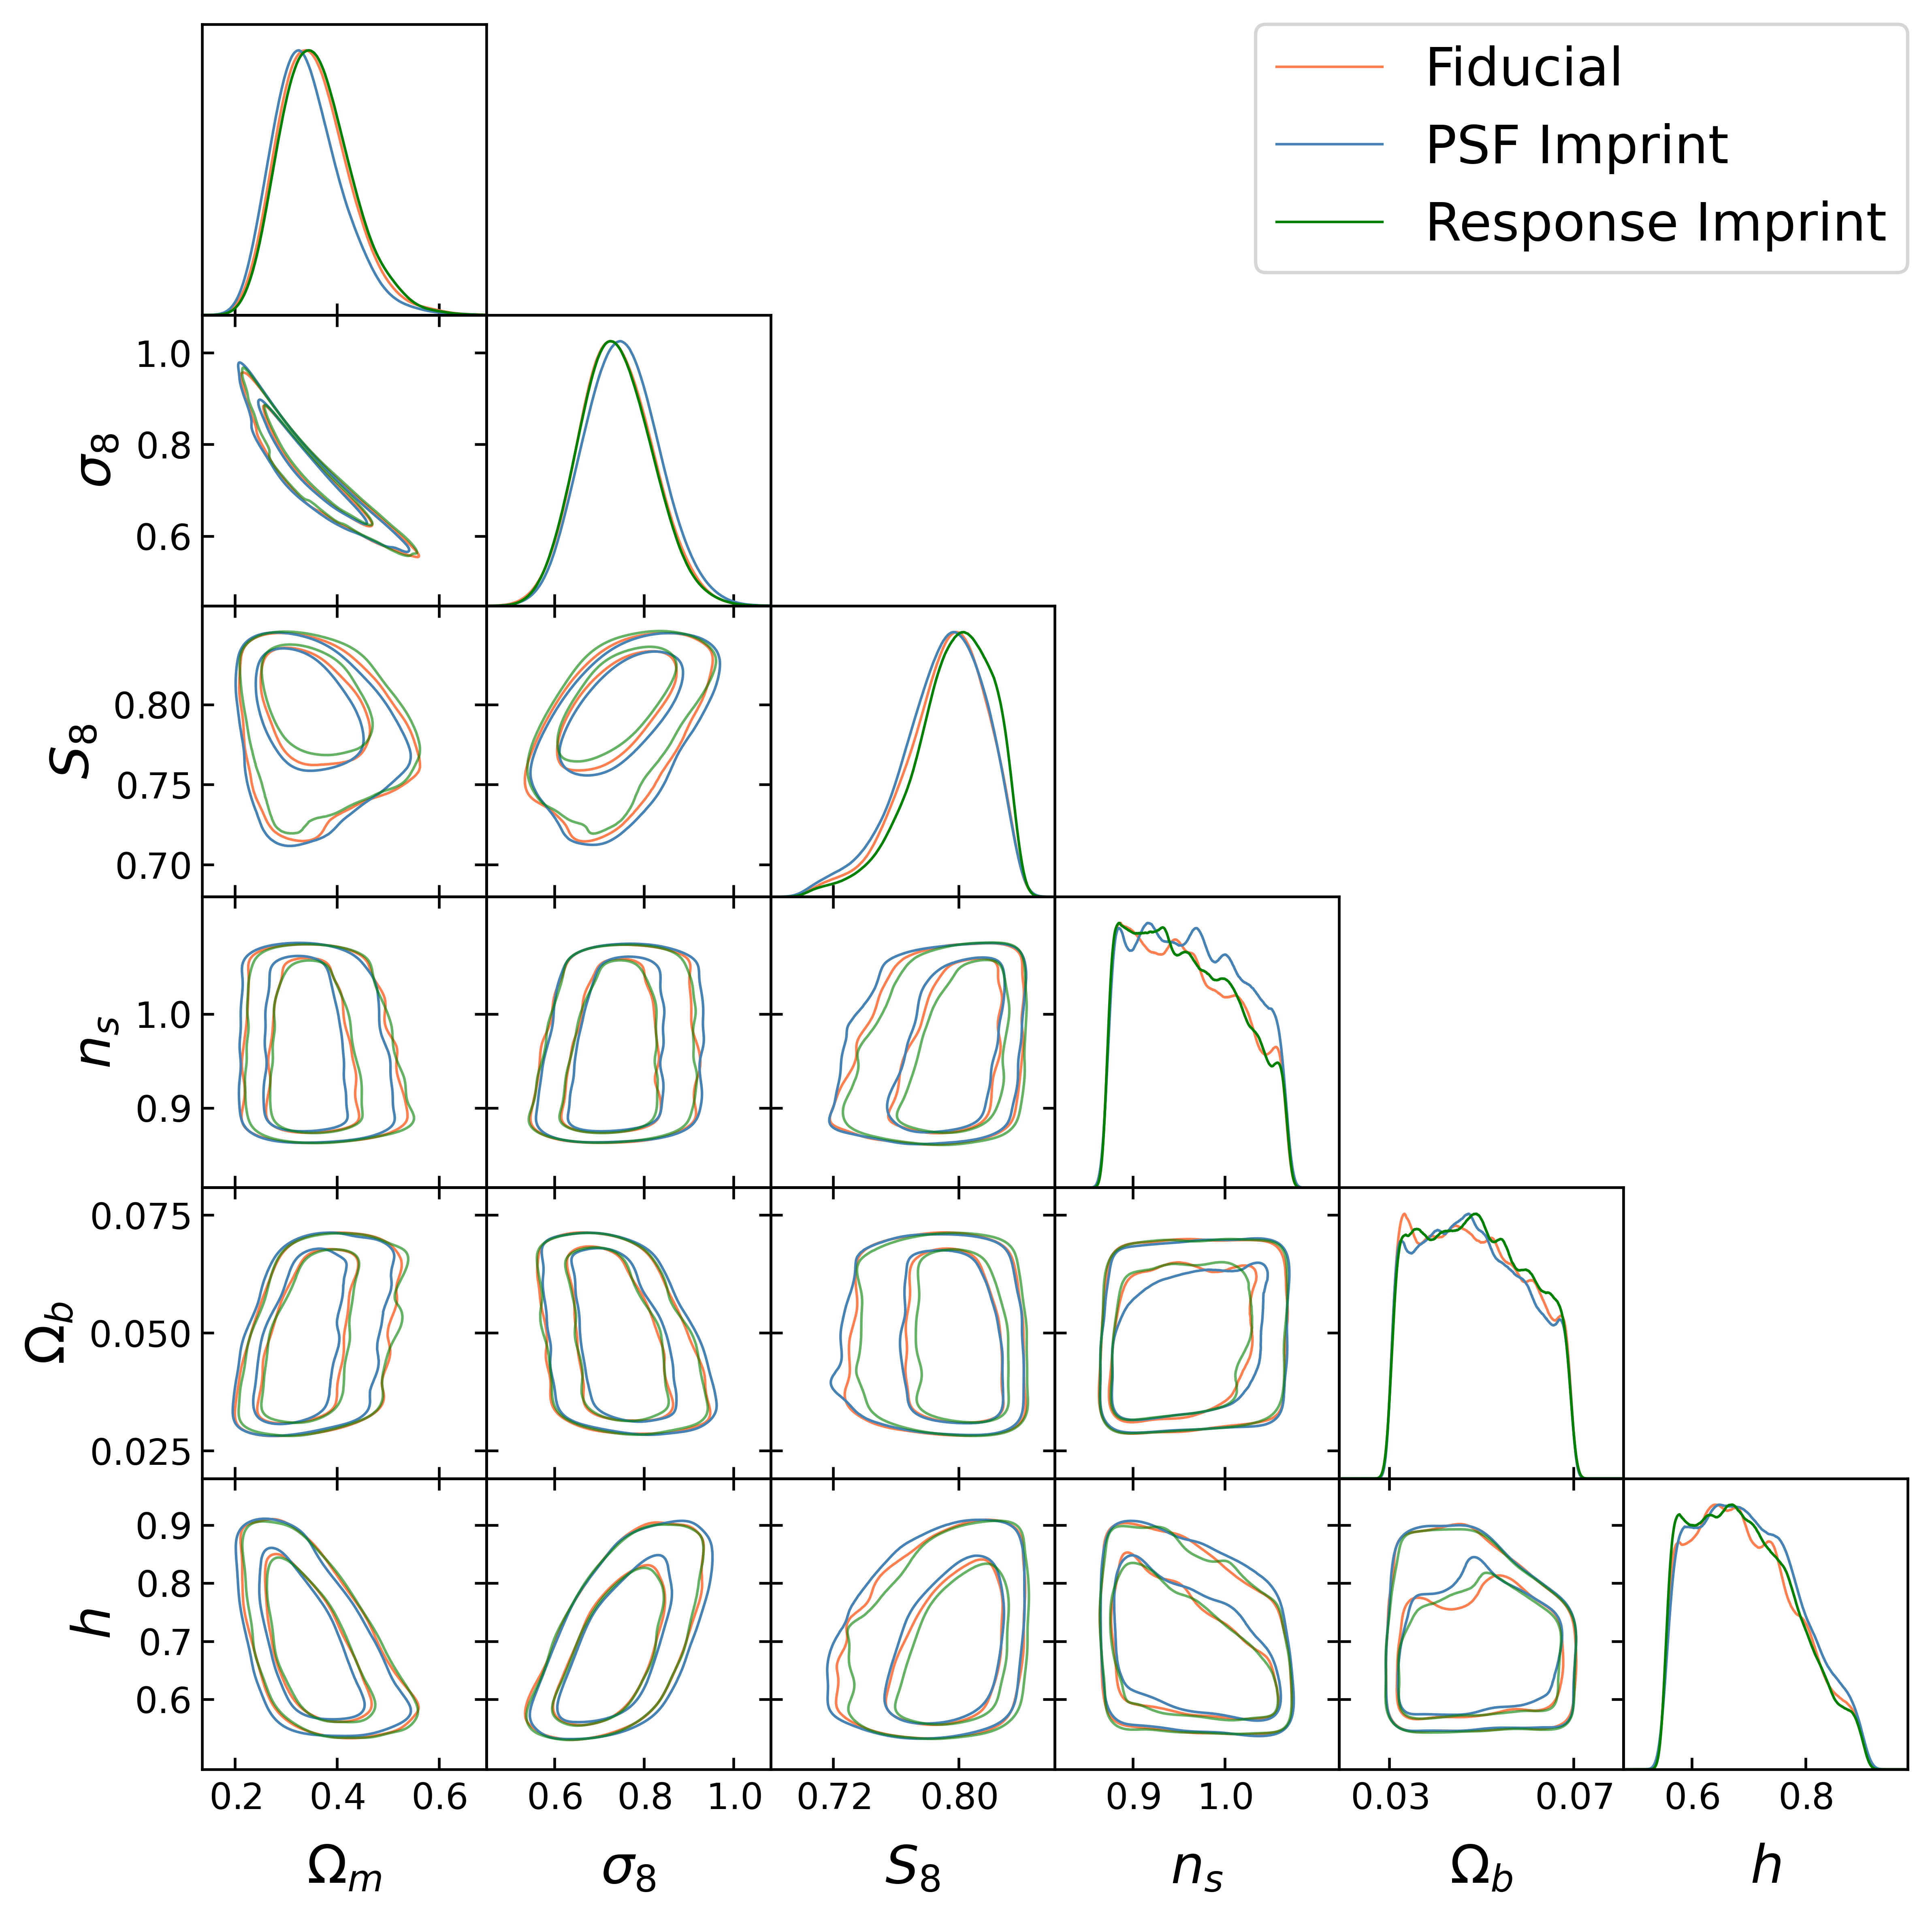 Fiducial
PSF Imprint
Response Imprint
1.0
0.8
0.6
σ8
0.80
0.75
0.70
S8
1.0
0.9
ns
0.075
0.050
0.025
Ωb
0.9
0.8
0.7
0.6
h
0.2 0.4 0.6 0.6 0.8 1.0 0.72 0.80 0.9 1.0 0.03 0.07 0.6 0.8
Ωm σ8 S8 ns Ωb h